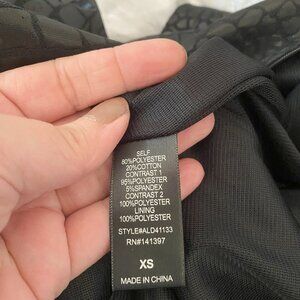 SELF
80%POLYESTER
20%COTTON
CONTRAST 1
95%POLYESTER
5%SPANDEX
CONTRAST 2
100%POLYESTER
LINING
100%POLYESTER
STYLE#ALD41133
RN#141397
XS
MADE IN CHINA